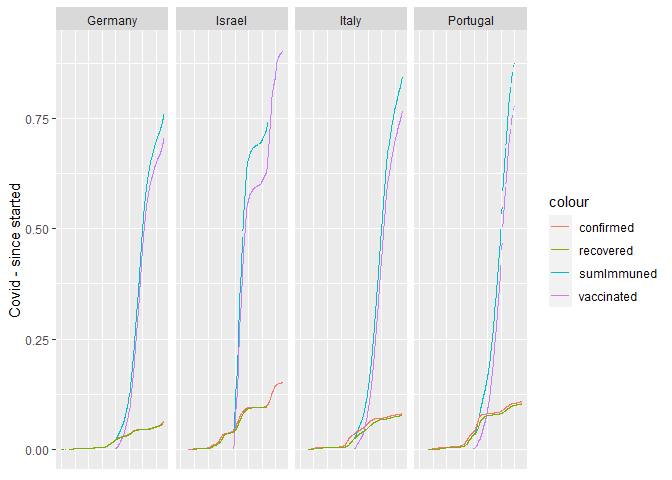 Germany
Israel
Italy
Portugal
Covid - since started
0.75
0.50
0.25
0.00
colour
confirmed
recovered
sumImmuned
vaccinated